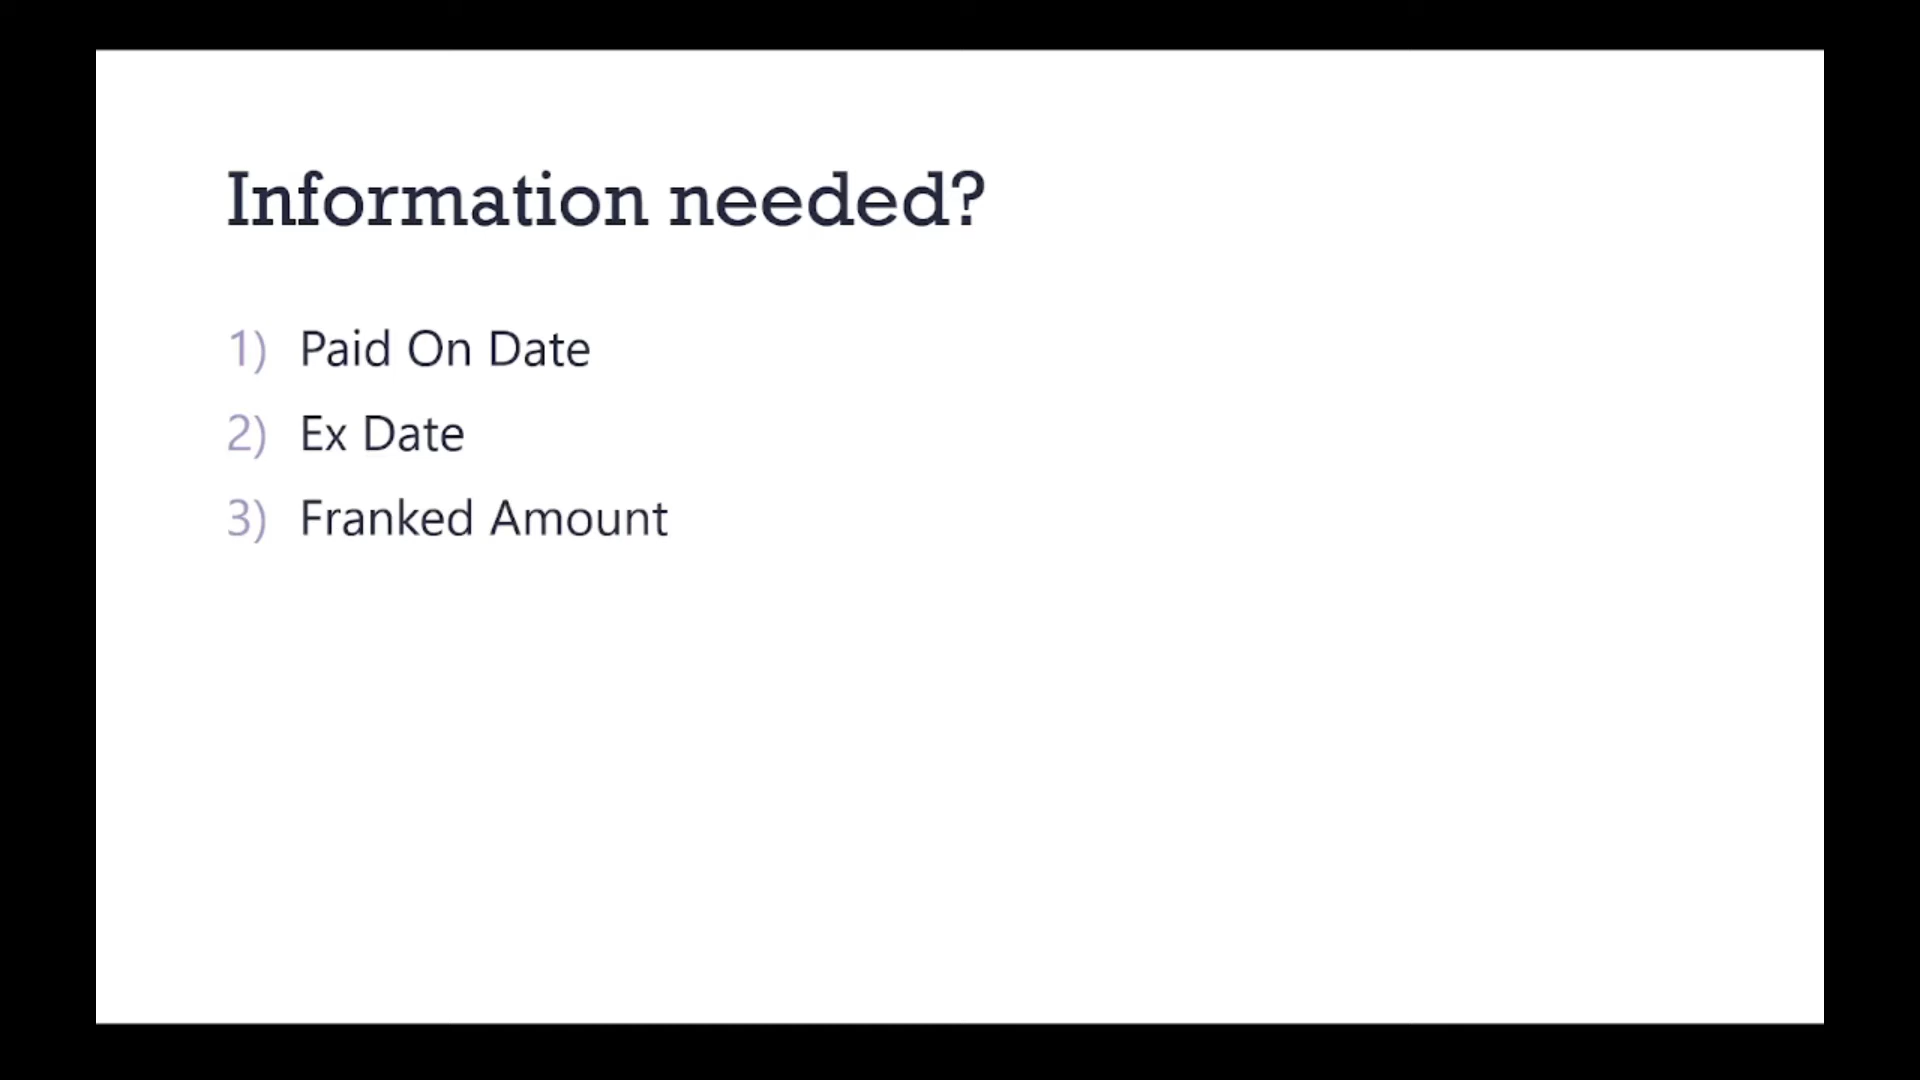 Information needed?
1) Paid On Date
2) Ex Date
3) Franked Amount